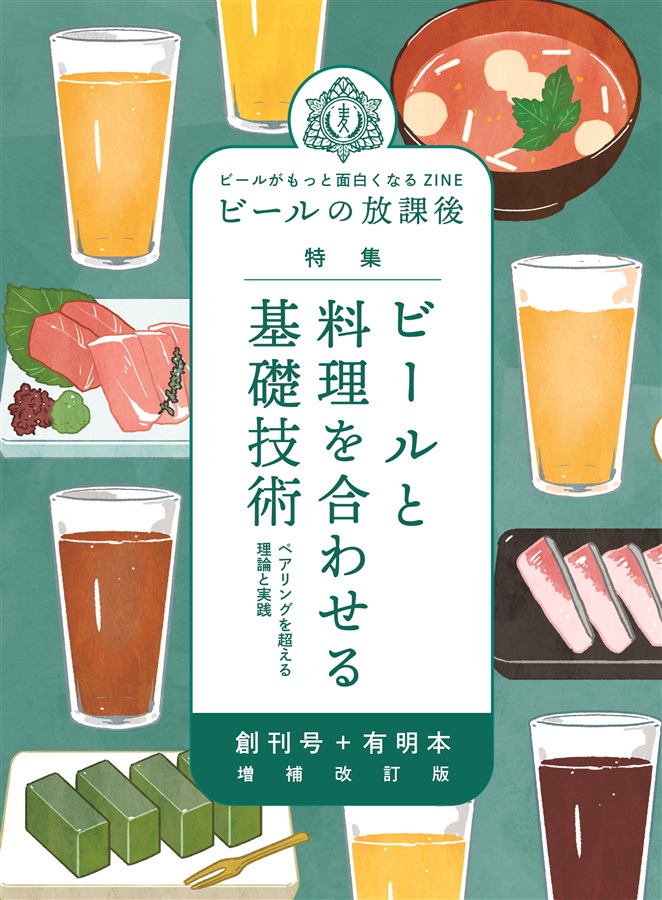 麦
ビールがもっと面白くなるZINE
ビールの放課後
特集
ビールと
料理を合わせる
基礎技術
ペアリングを超える
理論と実践
創刊号+有明本
増補改訂版